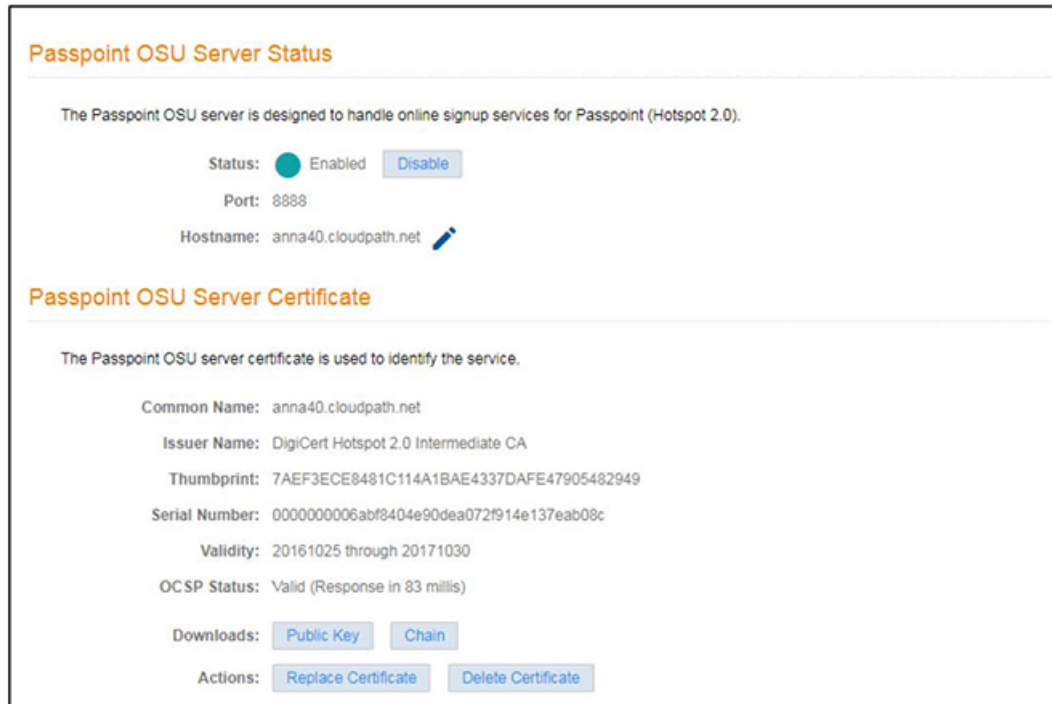 Passpoint OSU Server Status
The Passpoint OSU server is designed to handle online signup services for Passpoint (Hotspot 2.0).
Status: Enabled Disable
Port: 8888
Hostname: anna40.cloudpath.net
Passpoint OSU Server Certificate
The Passpoint OSU server certificate is used to identify the service.
Common Name: anna40.cloudpath.net
Issuer Name: DigiCert Hotspot 2.0 Intermediate CA
Thumbprint: 7AEF3ECE8481C114A1BAE4337DAFE47905482949
Serial Number: 0000000006abf8404e90dea072f914e137eab08c
Validity: 20161025 through 20171030
OCSP Status: Valid (Response in 83 millis)
Downloads: Public Key Chain
Actions: Replace Certificate Delete Certificate